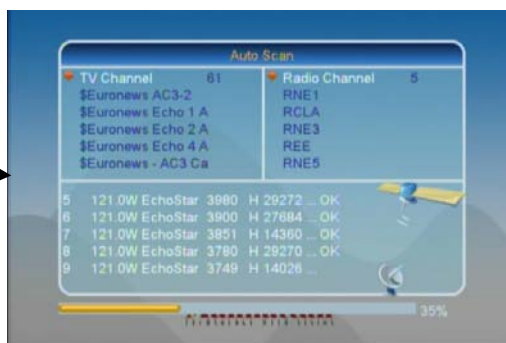 Auto Scan
TV Channel 61
$Euronews AC3-2
$Euronews Echo 1 A
$Euronews Echo 2 A
$Euronews Echo 4 A
$Euronews - AC3 Ca
Radio Channel 5
RNE1
RCLA
RNE3
REE
RNE5
5 121.0W EchoStar 3980 H 29272 ... OK
6 121.0W EchoStar 3900 H 27684 ... OK
7 121.0W EchoStar 3851 H 14360 ... OK
8 121.0W EchoStar 3780 H 29270 ... OK
9 121.0W EchoStar 3749 H 14026 ...
35%